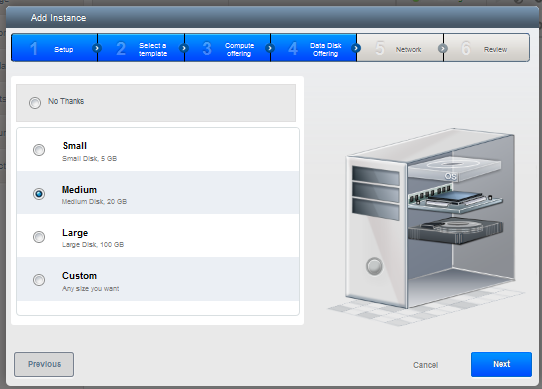 Add Instance
1 Setup
2 Select a template
3 Compute offering
4 Data Disk Offering
5 Network
6 Review
No Thanks
Small
Small Disk, 5 GB
Medium
Medium Disk, 20 GB
Large
Large Disk, 100 GB
Custom
Any size you want
OS
Previous
Cancel
Next